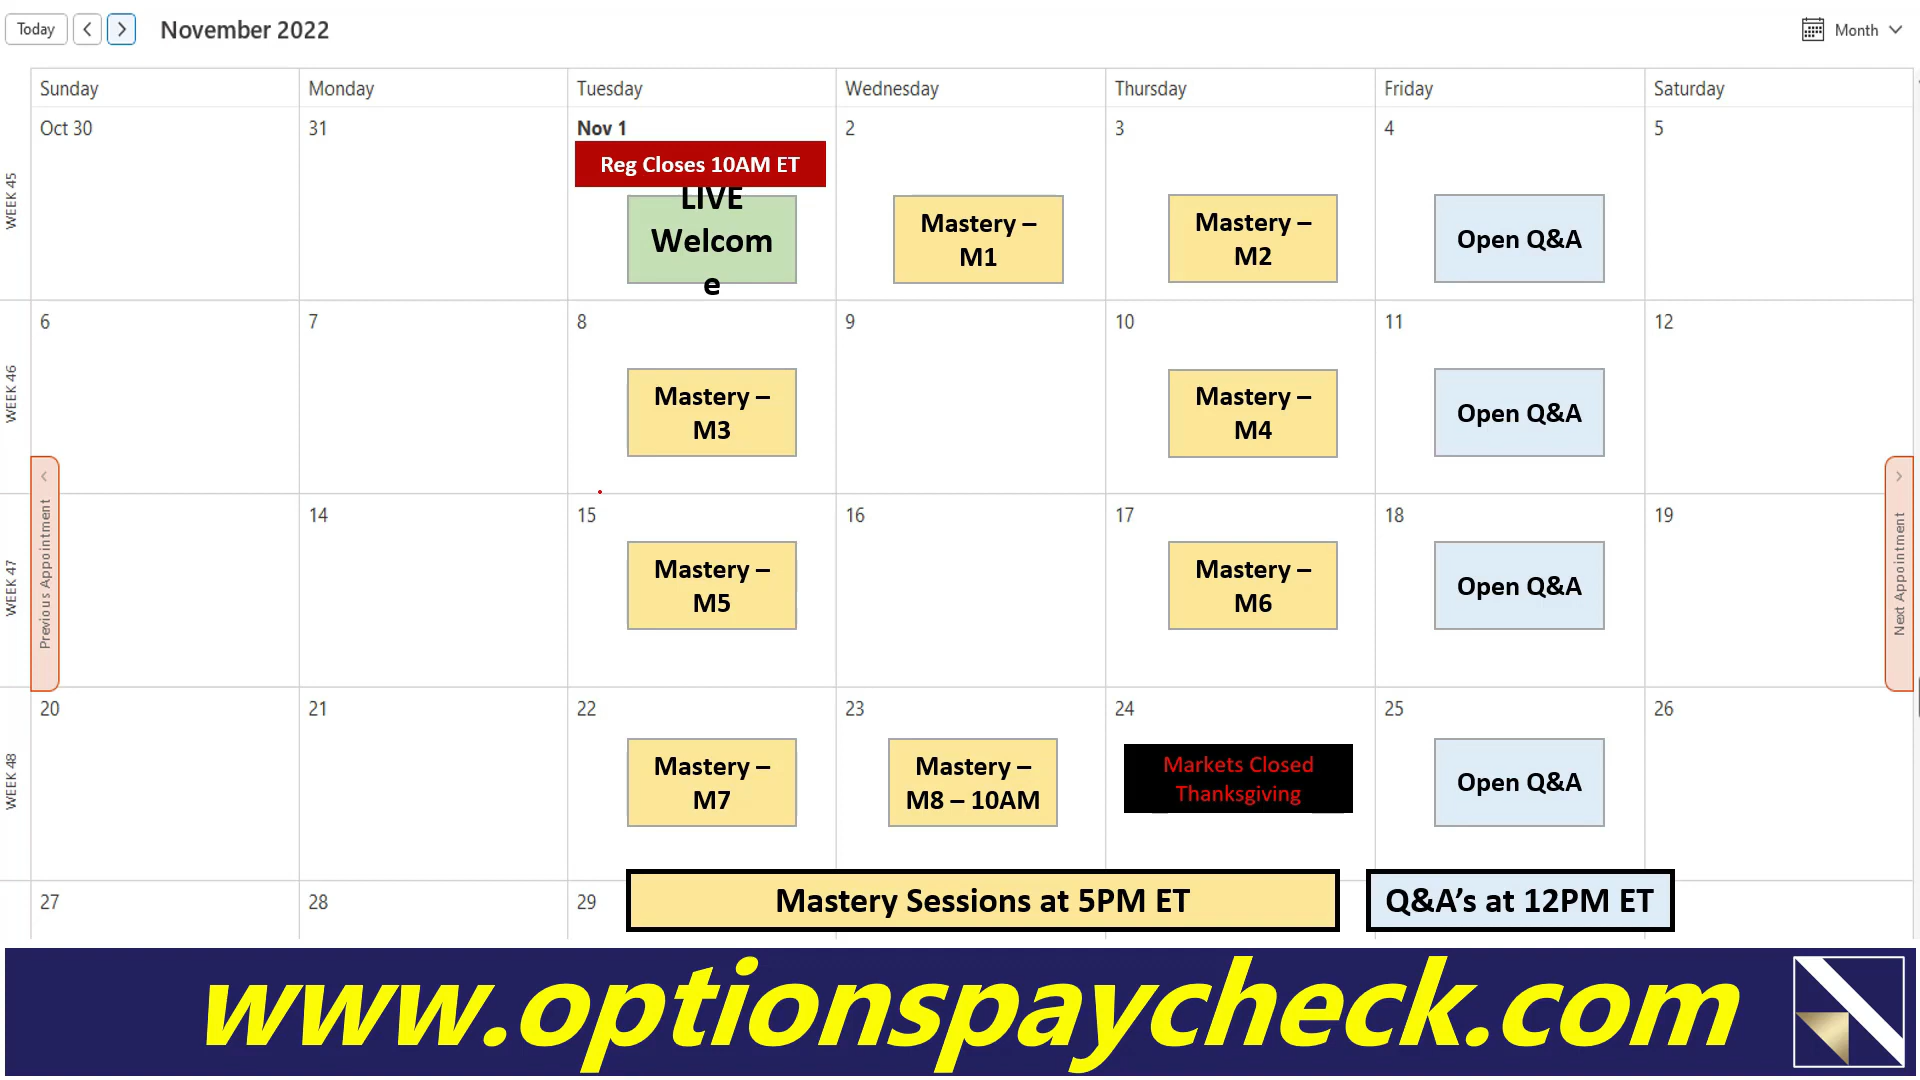 Today
November 2022
Month
Sunday Monday Tuesday Wednesday Thursday Friday Saturday
WEEK 45
Oct 30 31 Nov 1 2 3 4 5
Reg Closes 10AM ET
LIVE
Welcom
e
Mastery –
M1
Mastery –
M2
Open Q&A
WEEK 46
6 7 8 9 10 11 12
Mastery –
M3
Mastery –
M4
Open Q&A
Previous Appointment
WEEK 47
14 15 16 17 18 19
Mastery –
M5
Mastery –
M6
Open Q&A
Next Appointment
WEEK 48
20 21 22 23 24 25 26
Mastery –
M7
Mastery –
M8 – 10AM
Markets Closed
Thanksgiving
Open Q&A
27 28 29
Mastery Sessions at 5PM ET
Q&A's at 12PM ET
www.optionspaycheck.com